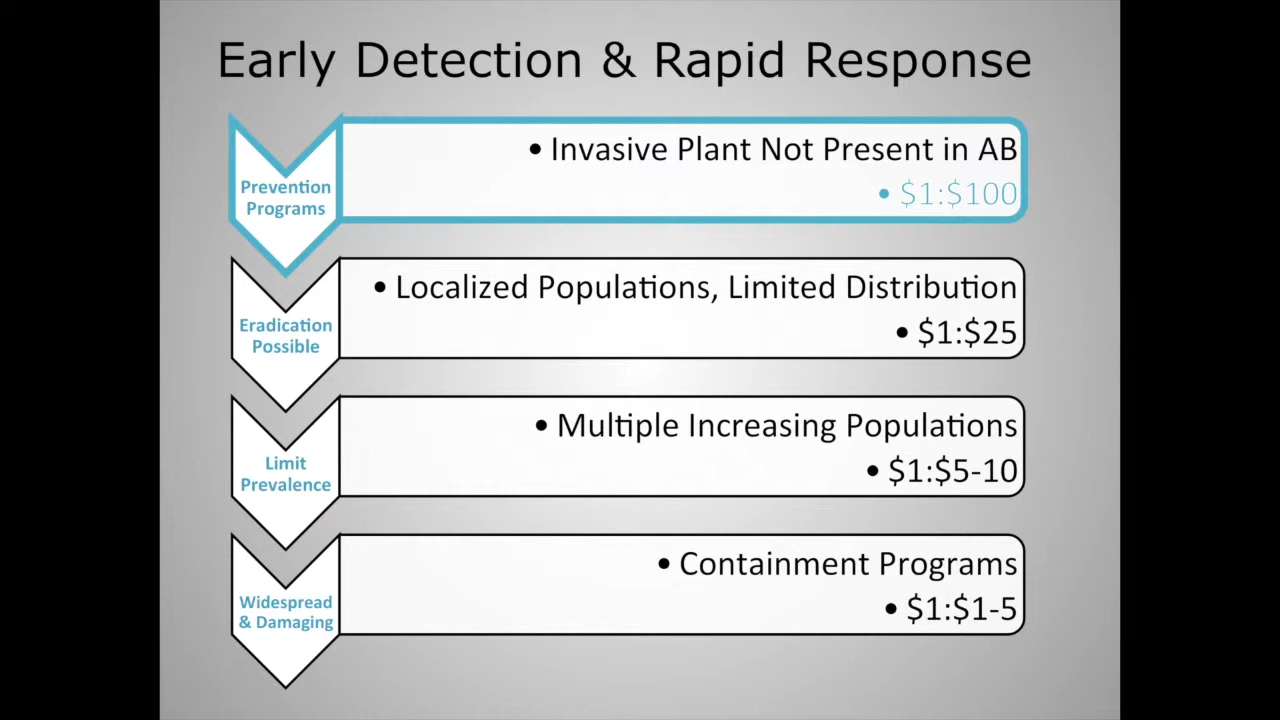 Early Detection & Rapid Response
Prevention
Programs
• Invasive Plant Not Present in AB
• $1:$100
Eradication
Possible
• Localized Populations, Limited Distribution
• $1:$25
Limit
Prevalence
• Multiple Increasing Populations
• $1:$5-10
Widespread
& Damaging
• Containment Programs
• $1:$1-5